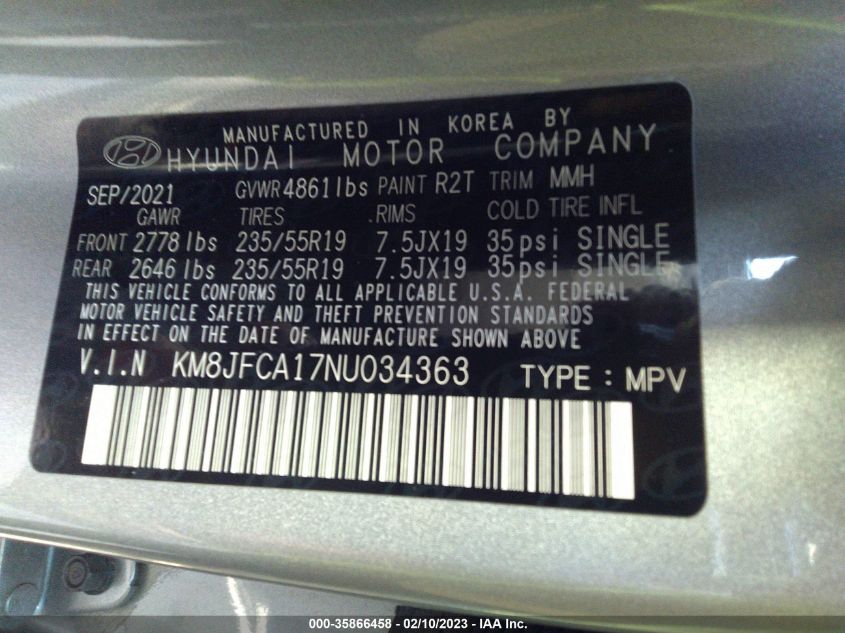 MANUFACTURED IN KOREA BY
HYUNDAI MOTOR COMPANY
SEP/2021 GVWR 4861lbs PAINT R2T TRIM MMH
GAWR TIRES .RIMS COLD TIRE INFL
FRONT 2778 lbs 235/55R19 7.5JX19 35psi SINGLE
REAR 2646 lbs 235/55R19 7.5JX19 35psi SINGLE
THIS VEHICLE CONFORMS TO ALL APPLICABLE U.S.A. FEDERAL
MOTOR VEHICLE SAFETY AND THEFT PREVENTION STANDARDS
IN EFFECT ON THE DATE OF MANUFACTURE SHOWN ABOVE
V.I.N KM8JFCA17NU034363 TYPE : MPV
000-35866458 - 02/10/2023 - IAA Inc.